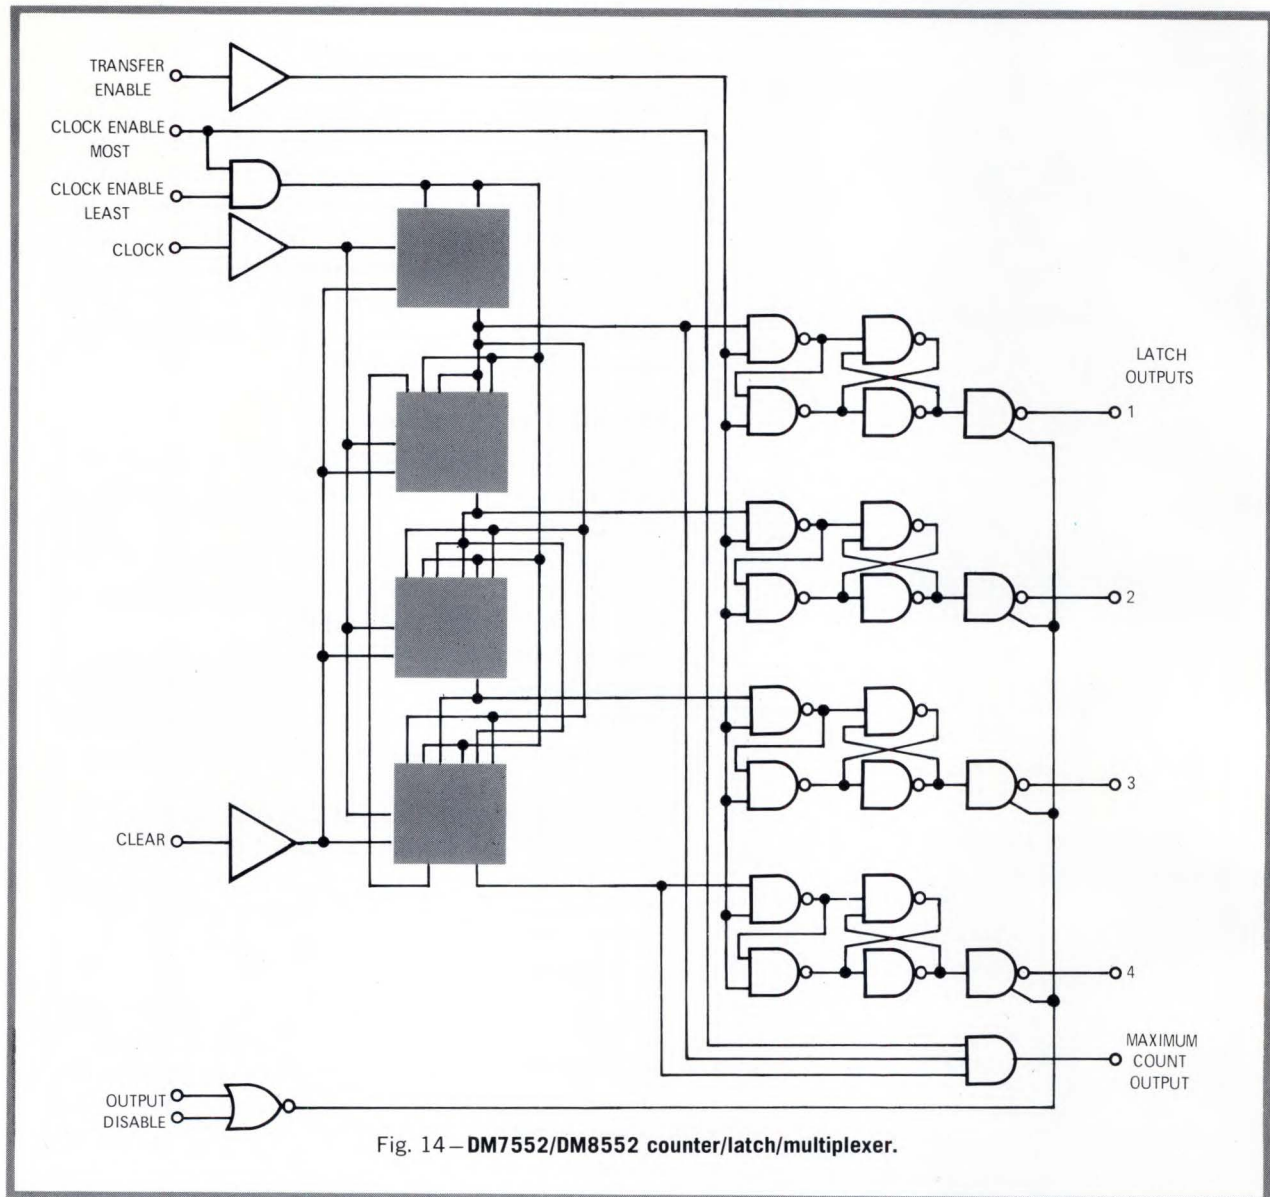 TRANSFER
ENABLE
CLOCK ENABLE
MOST
CLOCK ENABLE
LEAST
CLOCK
LATCH
OUTPUTS
1
2
3
CLEAR
4
MAXIMUM
COUNT
OUTPUT
OUTPUT
DISABLE
Fig. 14—DM7552/DM8552 counter/latch/multiplexer.